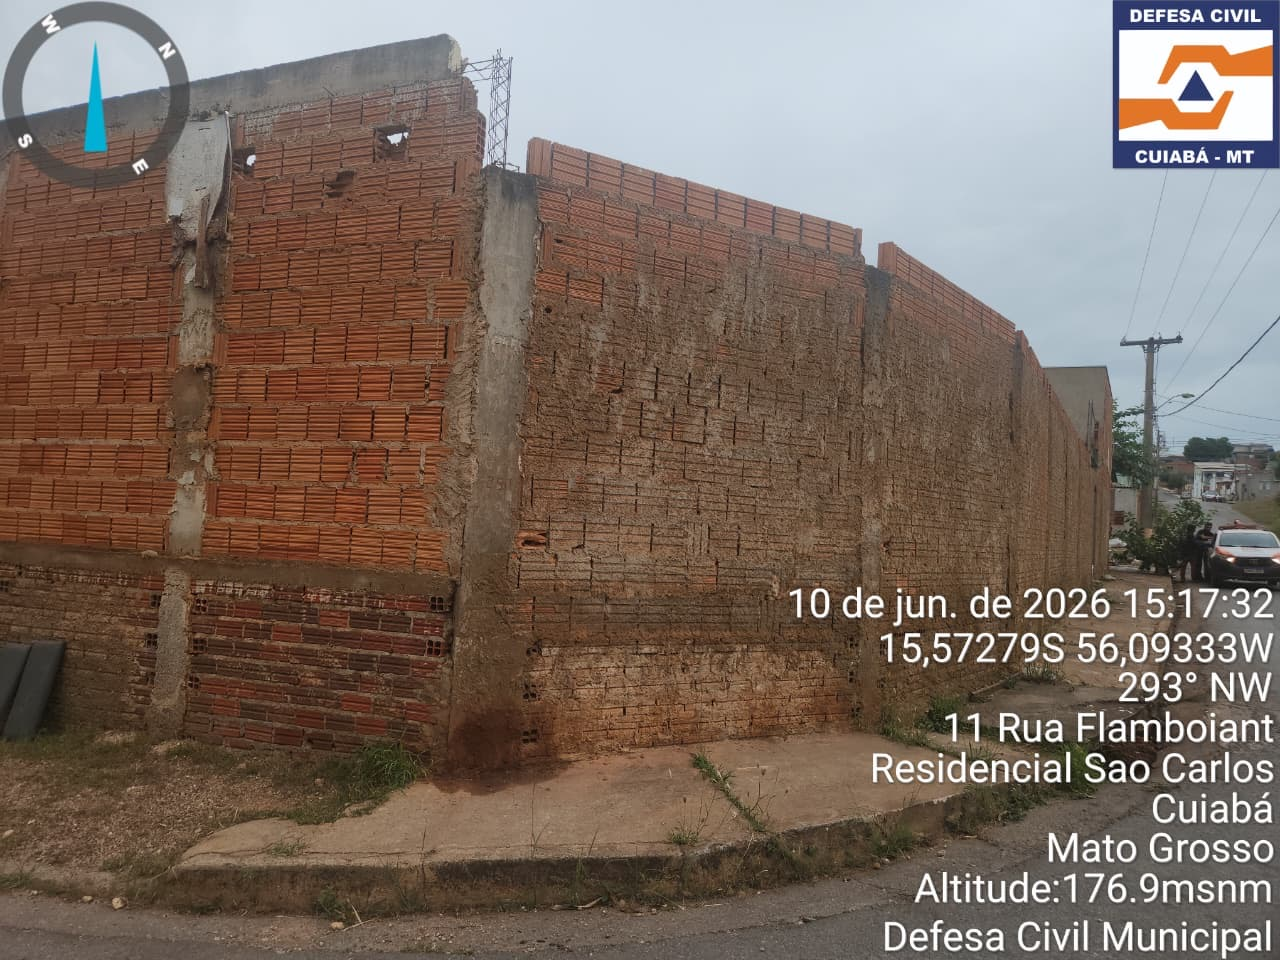 W
N
S
E
DEFESA CIVIL
CUIABÁ - MT
10 de jun. de 2026 15:17:32
15,57279S 56,09333W
293° NW
11 Rua Flamboiant
Residencial Sao Carlos
Cuiabá
Mato Grosso
Altitude:176.9msnm
Defesa Civil Municipal